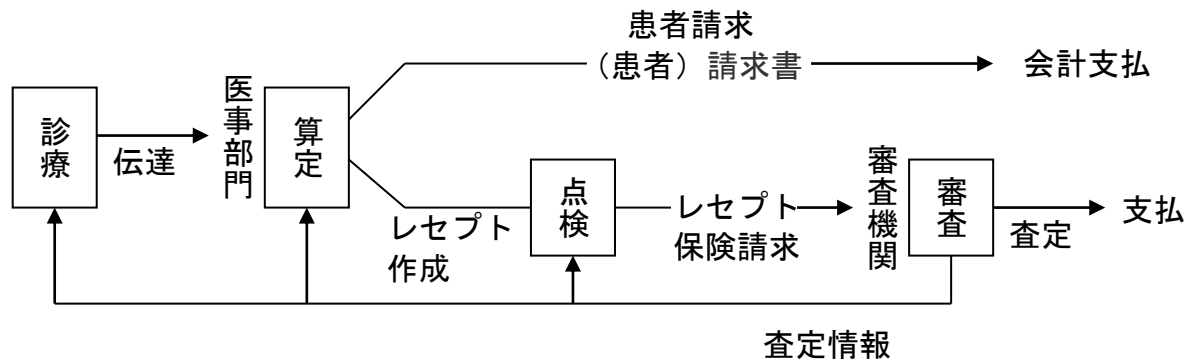 患者請求
（患者）請求書
会計支払
医事部門
診療
算定
伝達
審査機関
点検
審査
レセプト
保険請求
支払
査定
レセプト
作成
査定情報